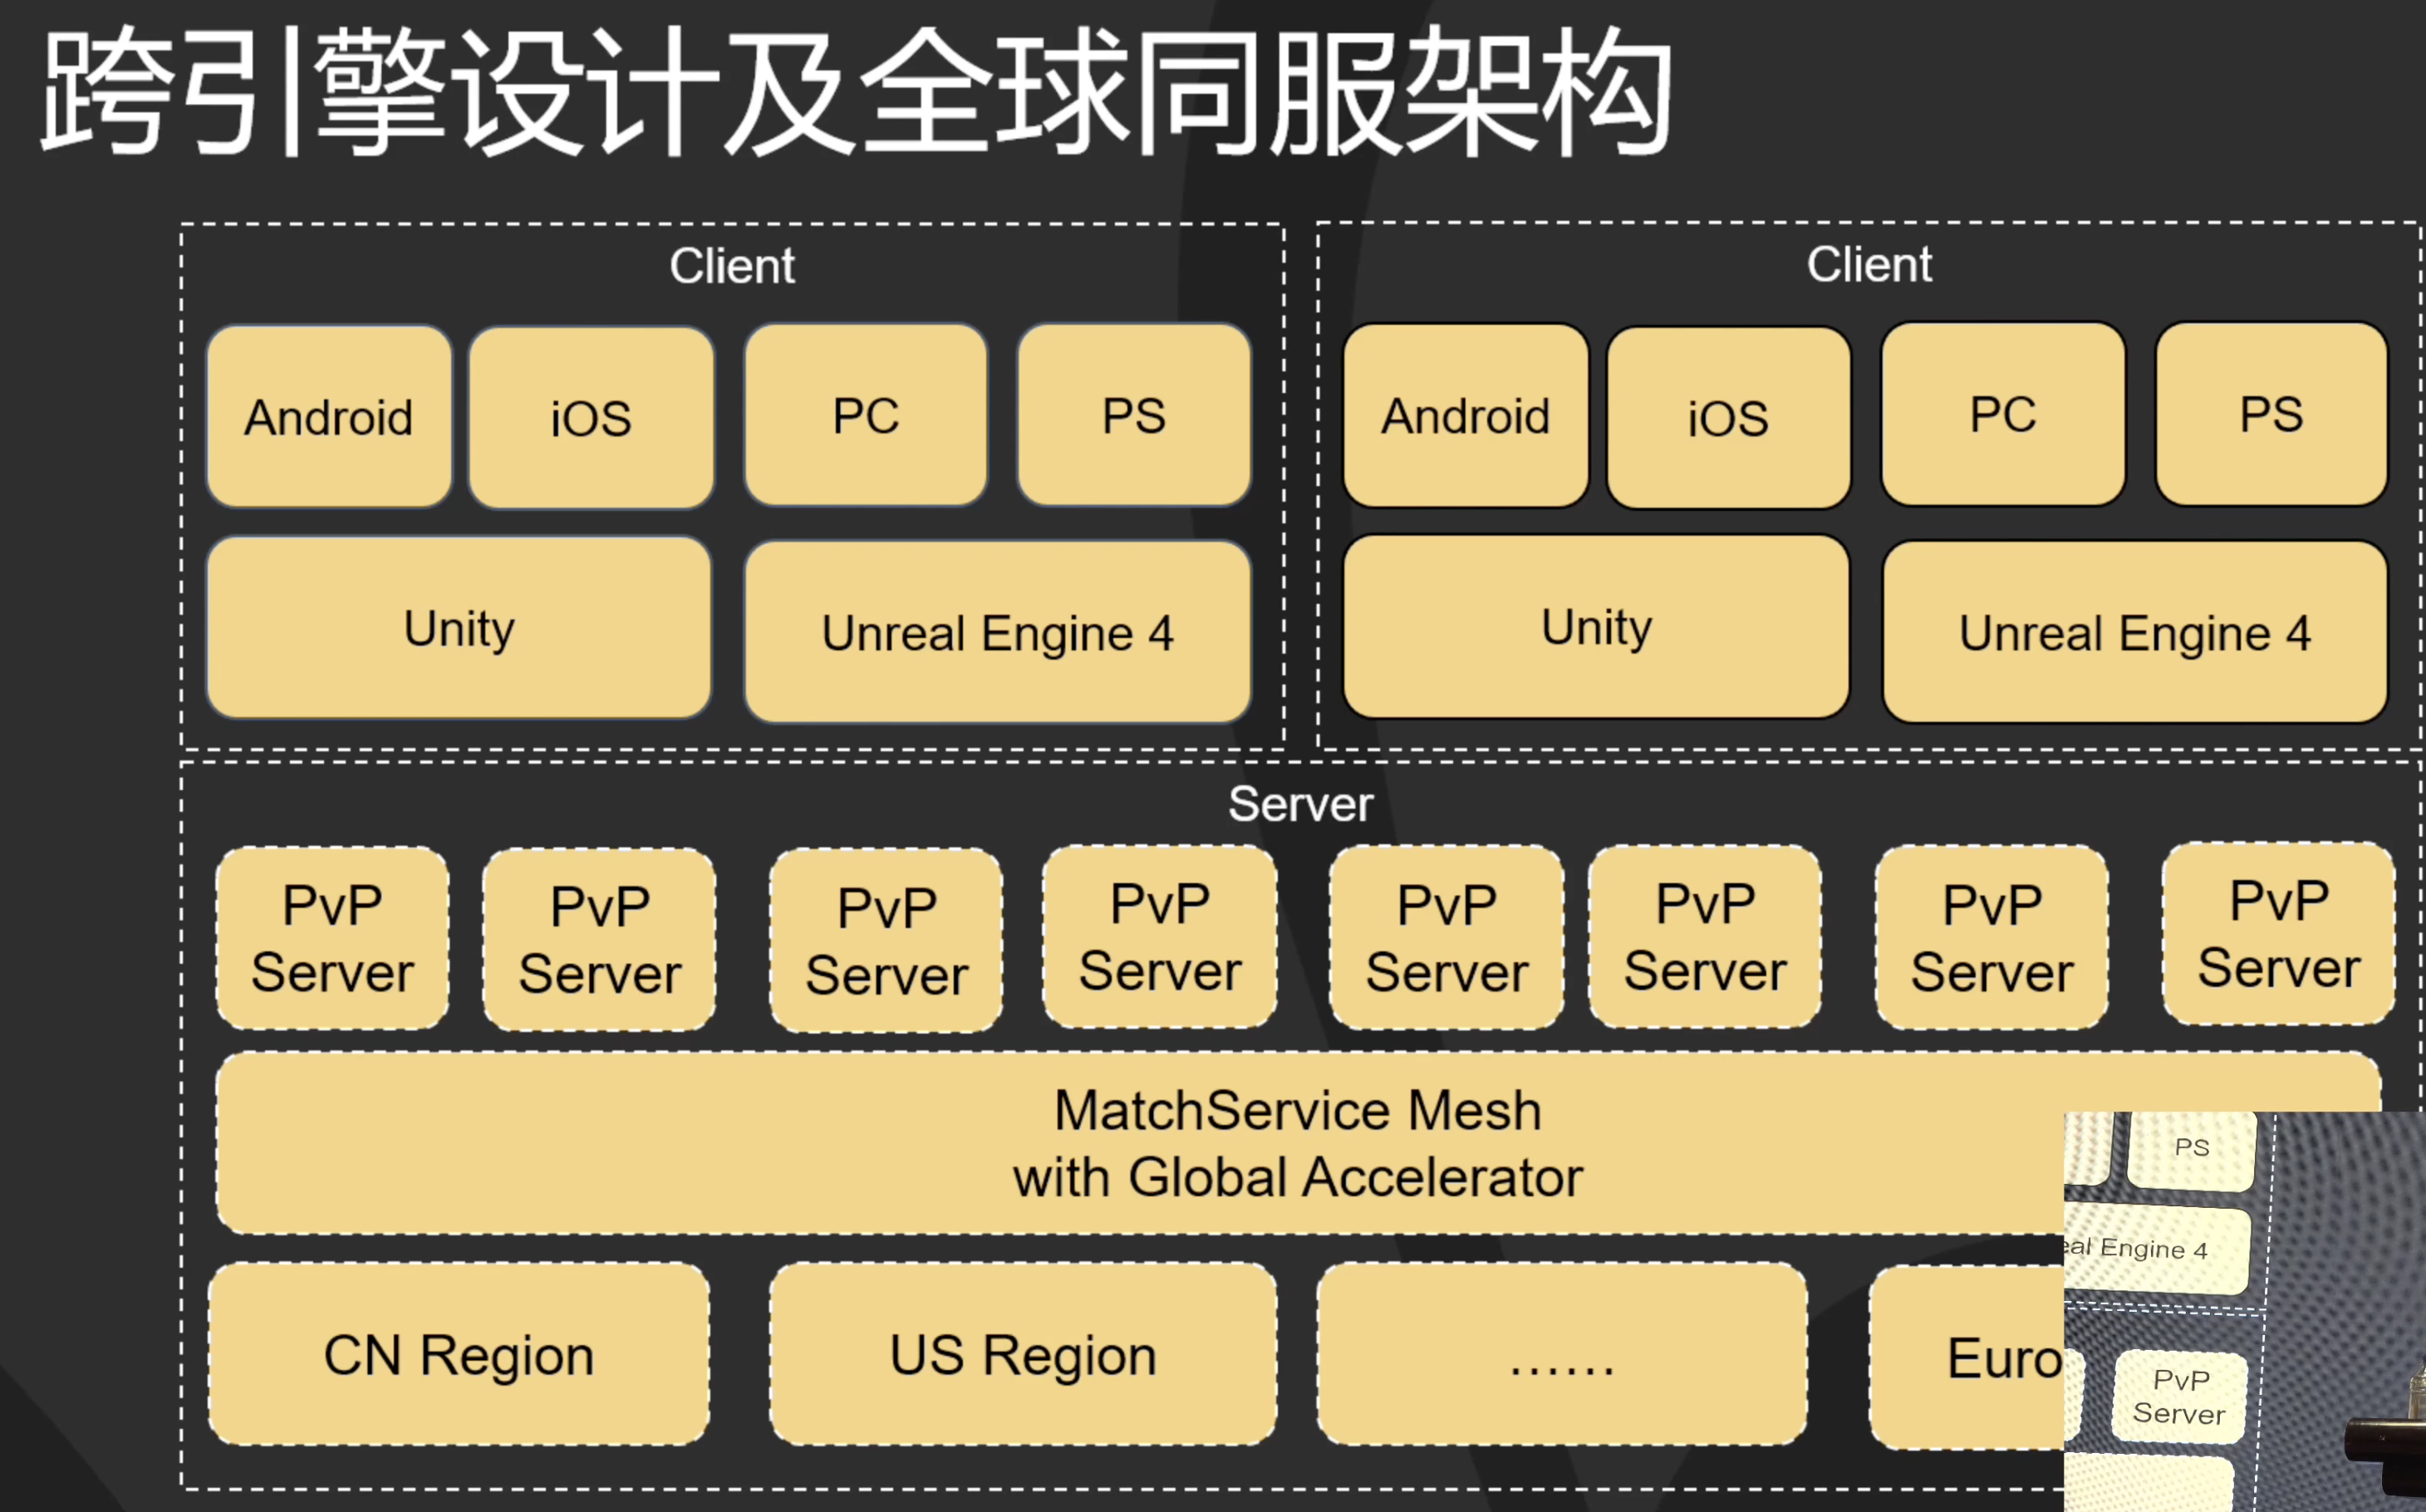 跨引擎设计及全球同服架构
Client
Android
iOS
PC
PS
Unity
Unreal Engine 4
Client
Android
iOS
PC
PS
Unity
Unreal Engine 4
Server
PvP
Server
PvP
Server
PvP
Server
PvP
Server
PvP
Server
PvP
Server
PvP
Server
PvP
Server
MatchService Mesh
with Global Accelerator
CN Region
US Region
......
Euro
PS
eal Engine 4
PvP
Server